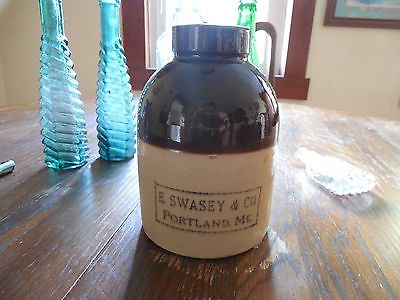 E. SWASEY & CO.
PORTLAND, ME.